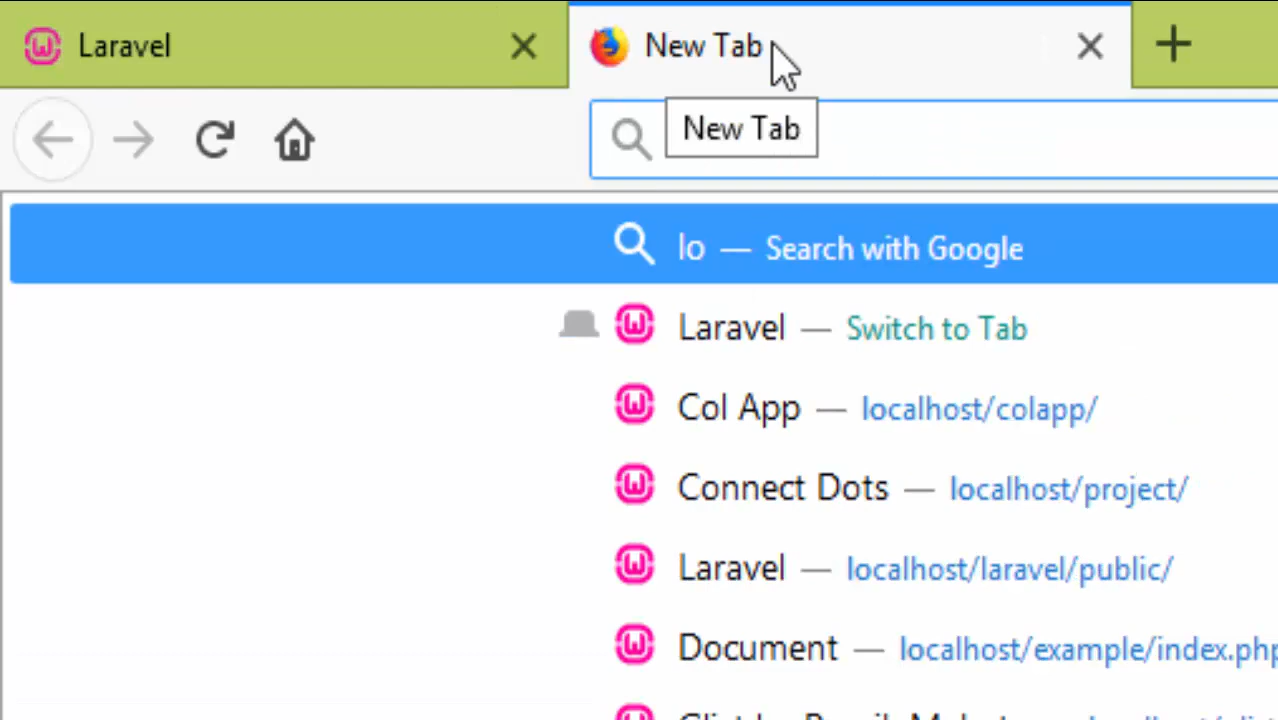 Laravel
New Tab
New Tab
lo — Search with Google
Laravel — Switch to Tab
Col App — localhost/colapp/
Connect Dots — localhost/project/
Laravel — localhost/laravel/public/
Document — localhost/example/index.php